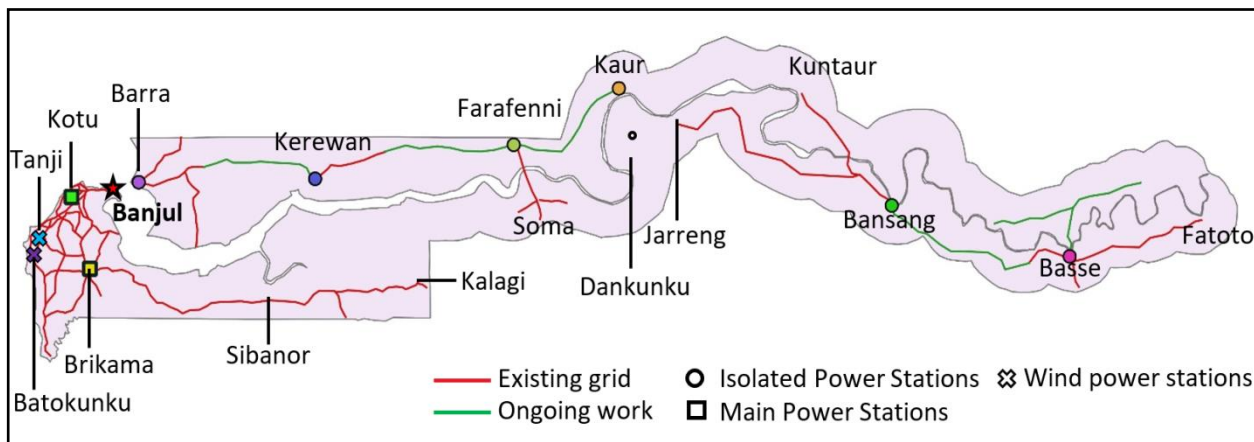 Kaur
Kuntaur
Barra
Farafenni
Kotu
Kerewan
Tanji
Banjul
Soma
Jarreng
Bansang
Fatoto
Basse
Kalagi
Dankunku
Sibanor
Brikama
Batokunku
Existing grid
Isolated Power Stations
Wind power stations
Ongoing work
Main Power Stations